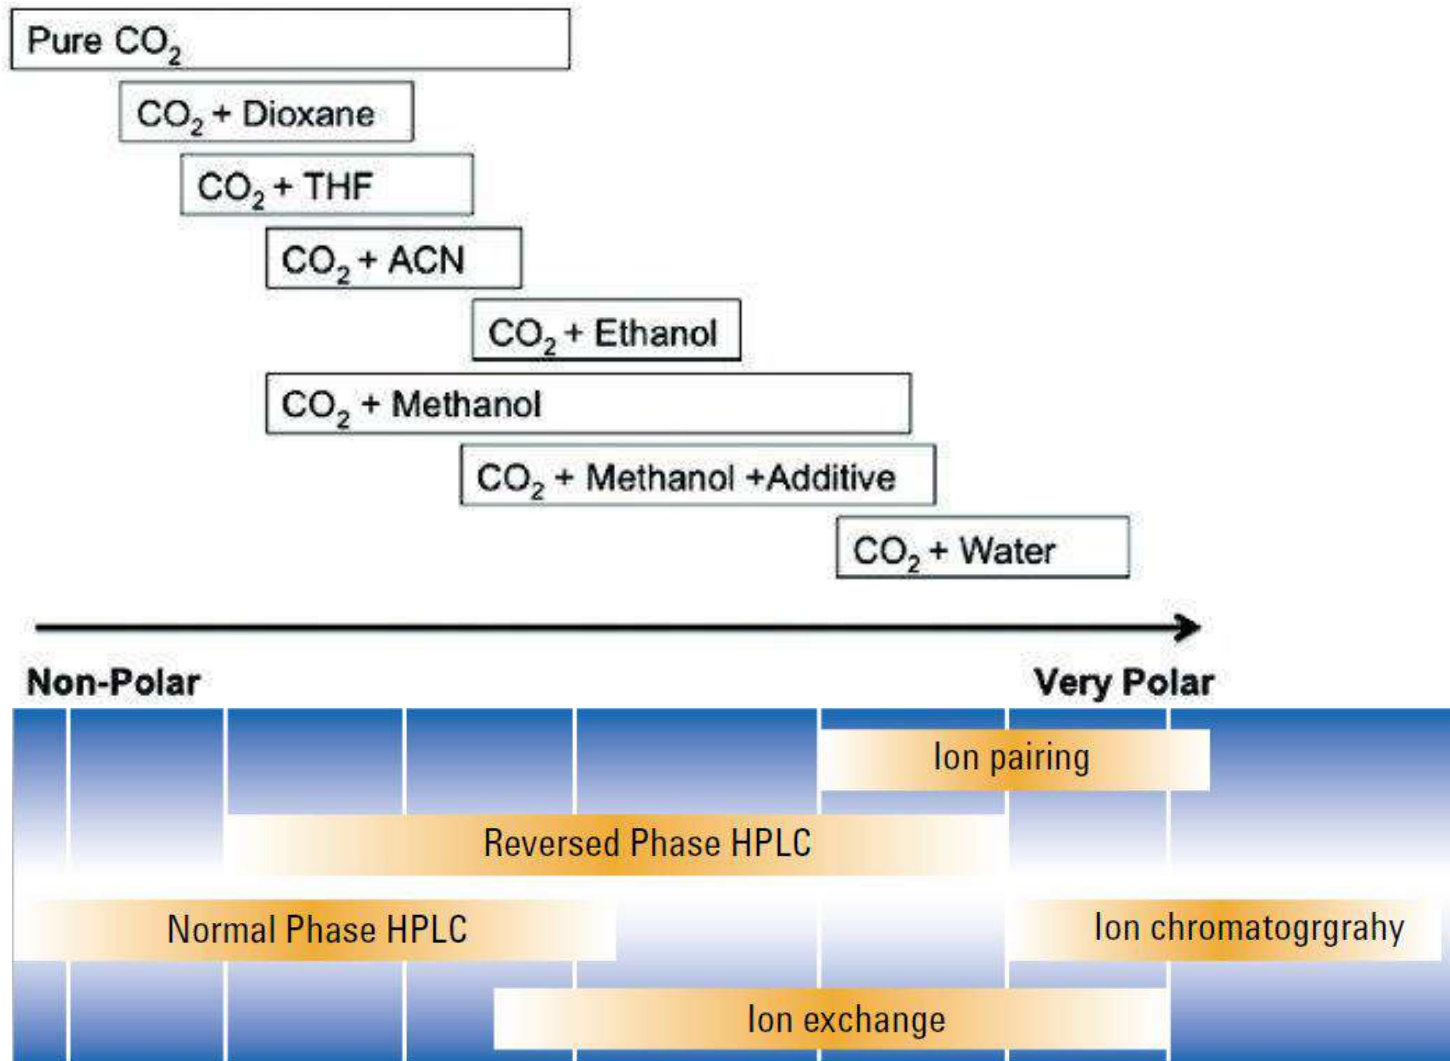 Pure CO₂
CO₂ + Dioxane
CO₂ + THF
CO₂ + ACN
CO₂ + Ethanol
CO₂ + Methanol
CO₂ + Methanol +Additive
CO₂ + Water
Non-Polar
Very Polar
Ion pairing
Reversed Phase HPLC
Normal Phase HPLC
Ion chromatogrgrahy
Ion exchange